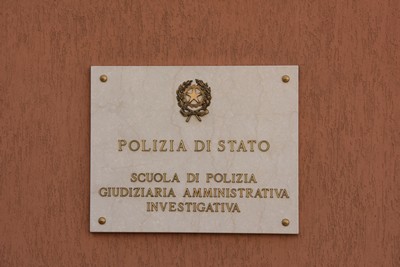 POLIZIA DI STATO
SCUOLA DI POLIZIA
GIUDIZIARIA AMMINISTRATIVA
INVESTIGATIVA